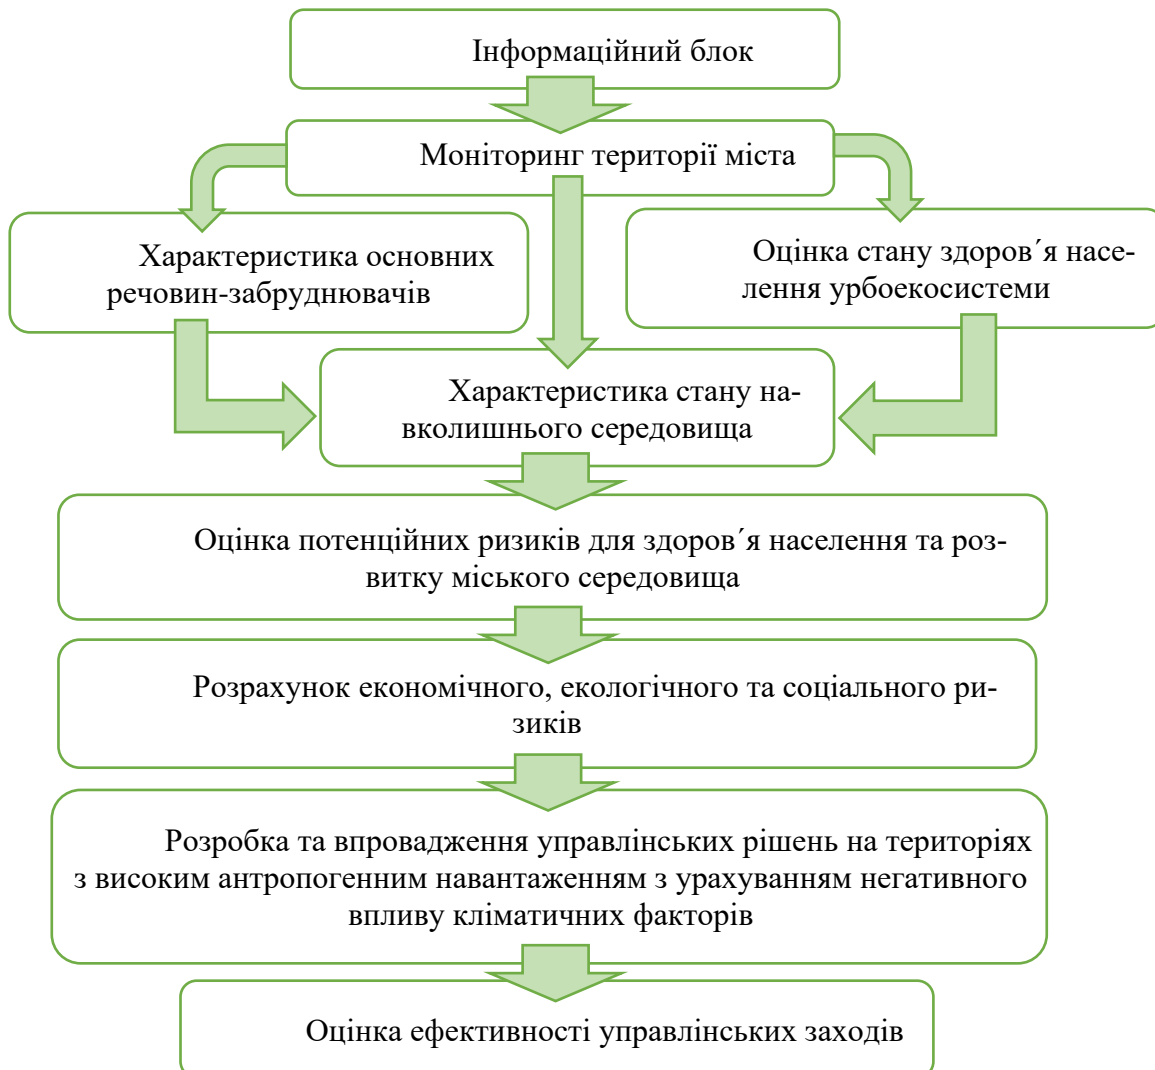 Інформаційний блок
Моніторинг території міста
Характеристика основних
речовин-забруднювачів
Оцінка стану здоров´я насе-
лення урбоекосистеми
Характеристика стану на-
вколишнього середовища
Оцінка потенційних ризиків для здоров´я населення та роз-
витку міського середовища
Розрахунок економічного, екологічного та соціального ри-
зиків
Розробка та впровадження управлінських рішень на територіях
з високим антропогенним навантаженням з урахуванням негативного
впливу кліматичних факторів
Оцінка ефективності управлінських заходів